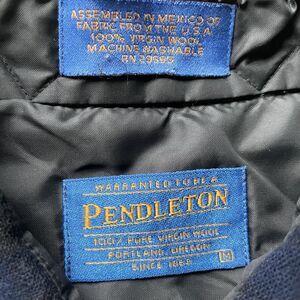 ASSEMBLED IN MEXICO OF
FABRIC FROM THE U.S.A.
100% VIRGIN WOOL
MACHINE WASHABLE
RN 29685
WARRANTED TO BE A
PENDLETON
100% PURE VIRGIN WOOL
PORTLAND, OREGON
SINCE 1863
M